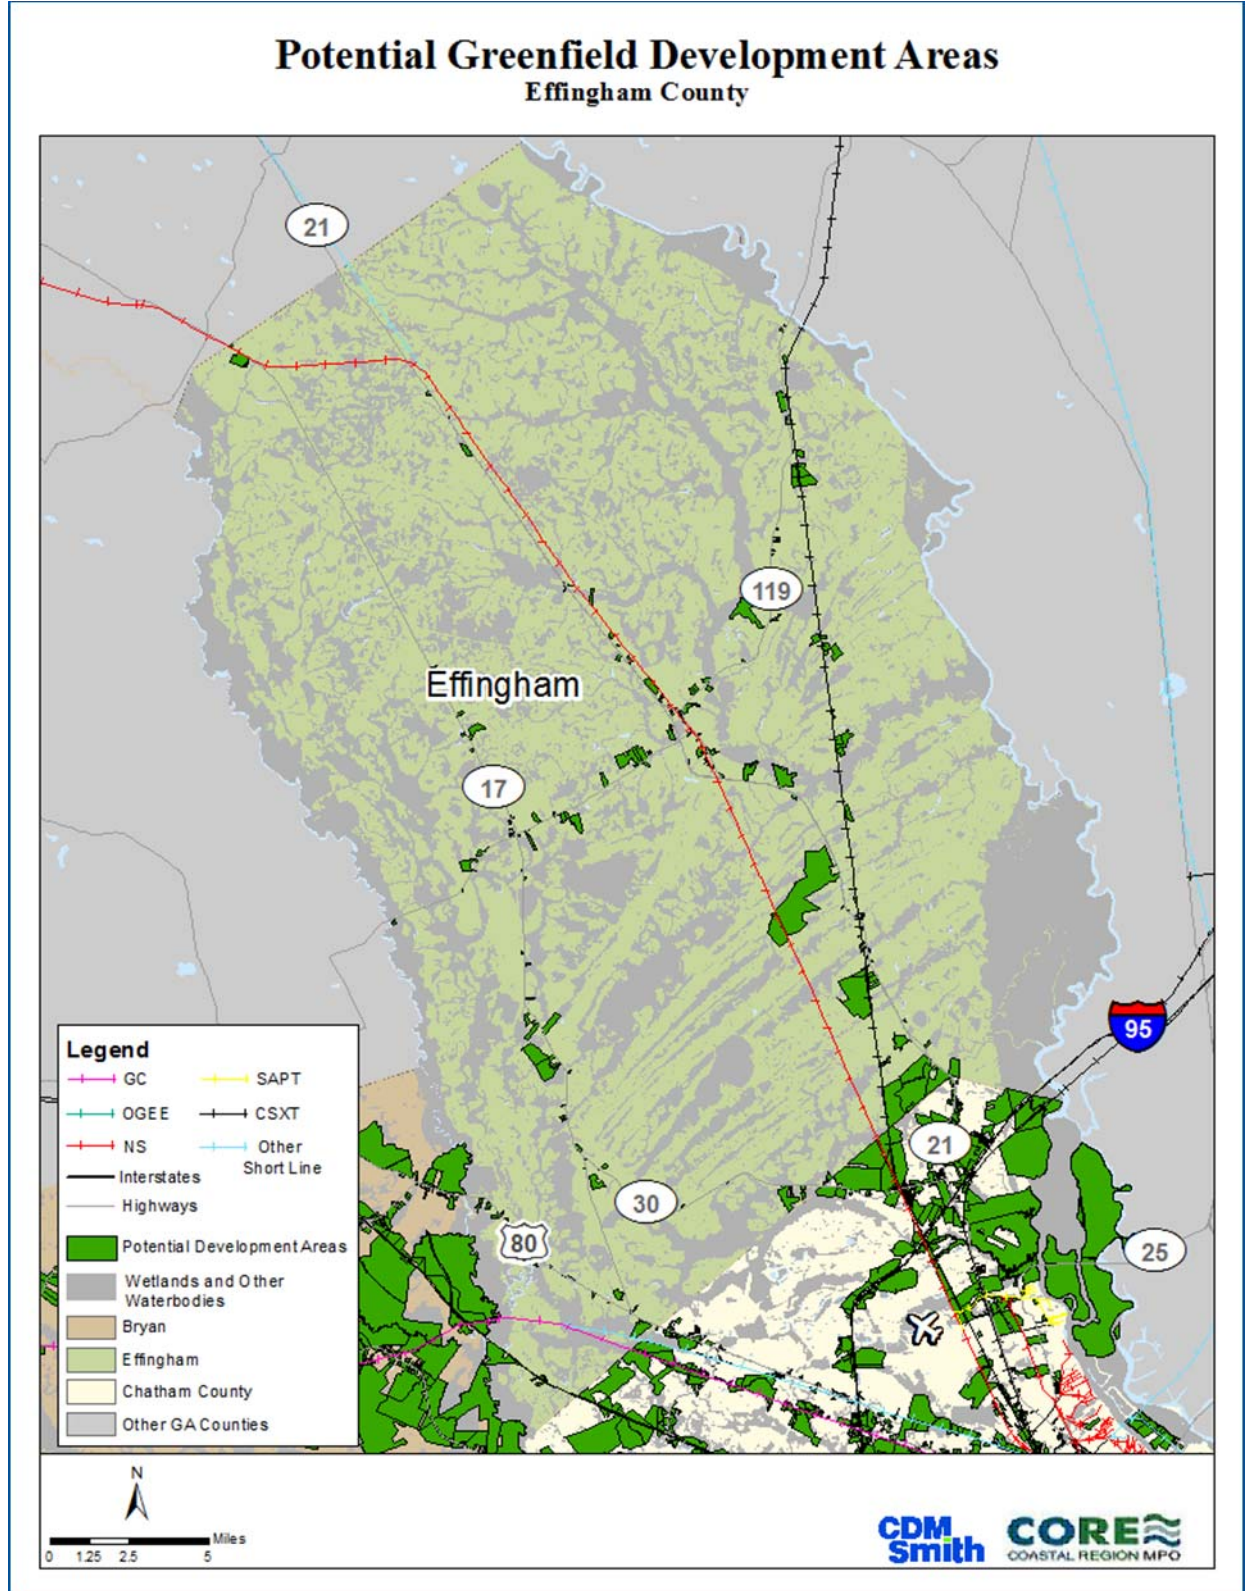 Potential Greenfield Development Areas
Effingham County
21
119
Effingham
17
95
21
30
80
25
Legend
GC
SAPT
OGEE
CSXT
NS
Other
Short Line
Interstates
Highways
Potential Development Areas
Wetlands and Other
Waterbodies
Bryan
Effingham
Chatham County
Other GA Counties
N
Miles
0 1.25 2.5 5
CDM
Smith
CORE
COASTAL REGION MPO